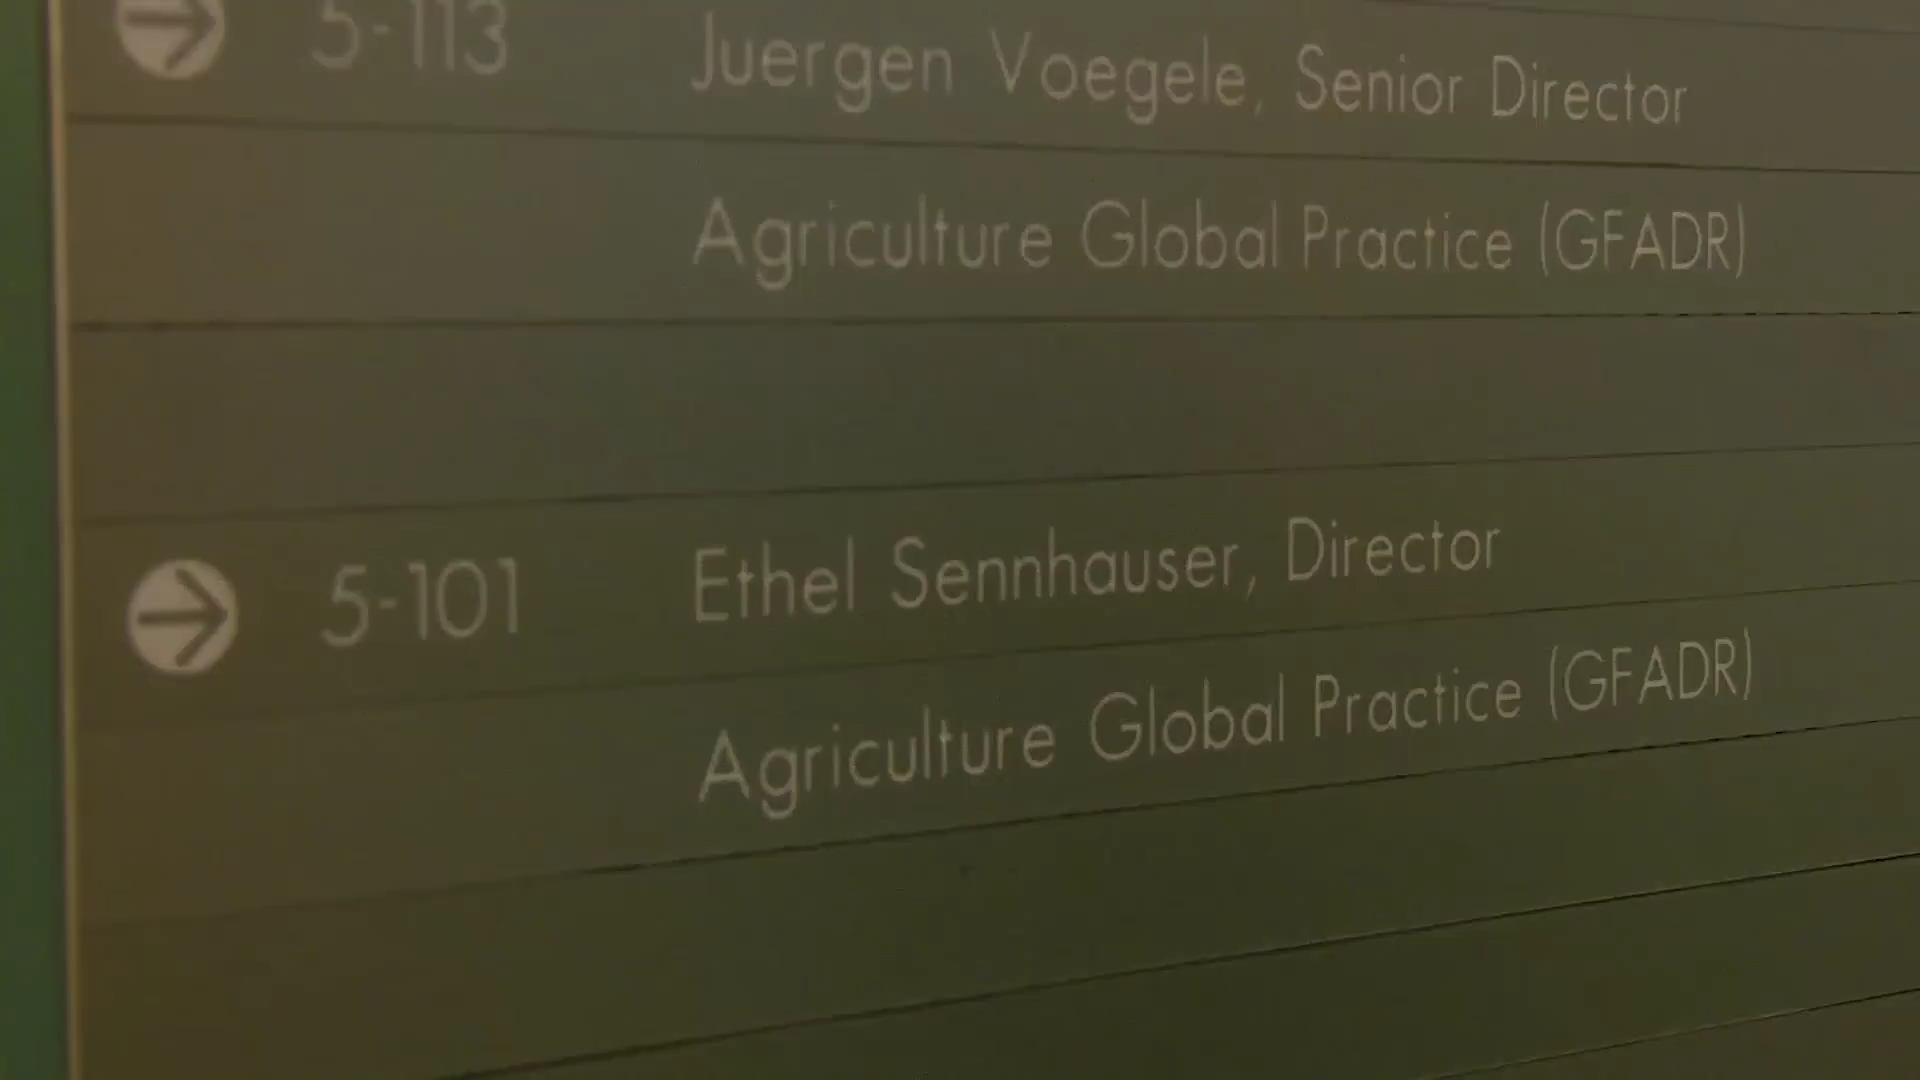 5-113 Juergen Voegele, Senior Director
Agriculture Global Practice (GFADR)
5-101 Ethel Sennhauser, Director
Agriculture Global Practice (GFADR)